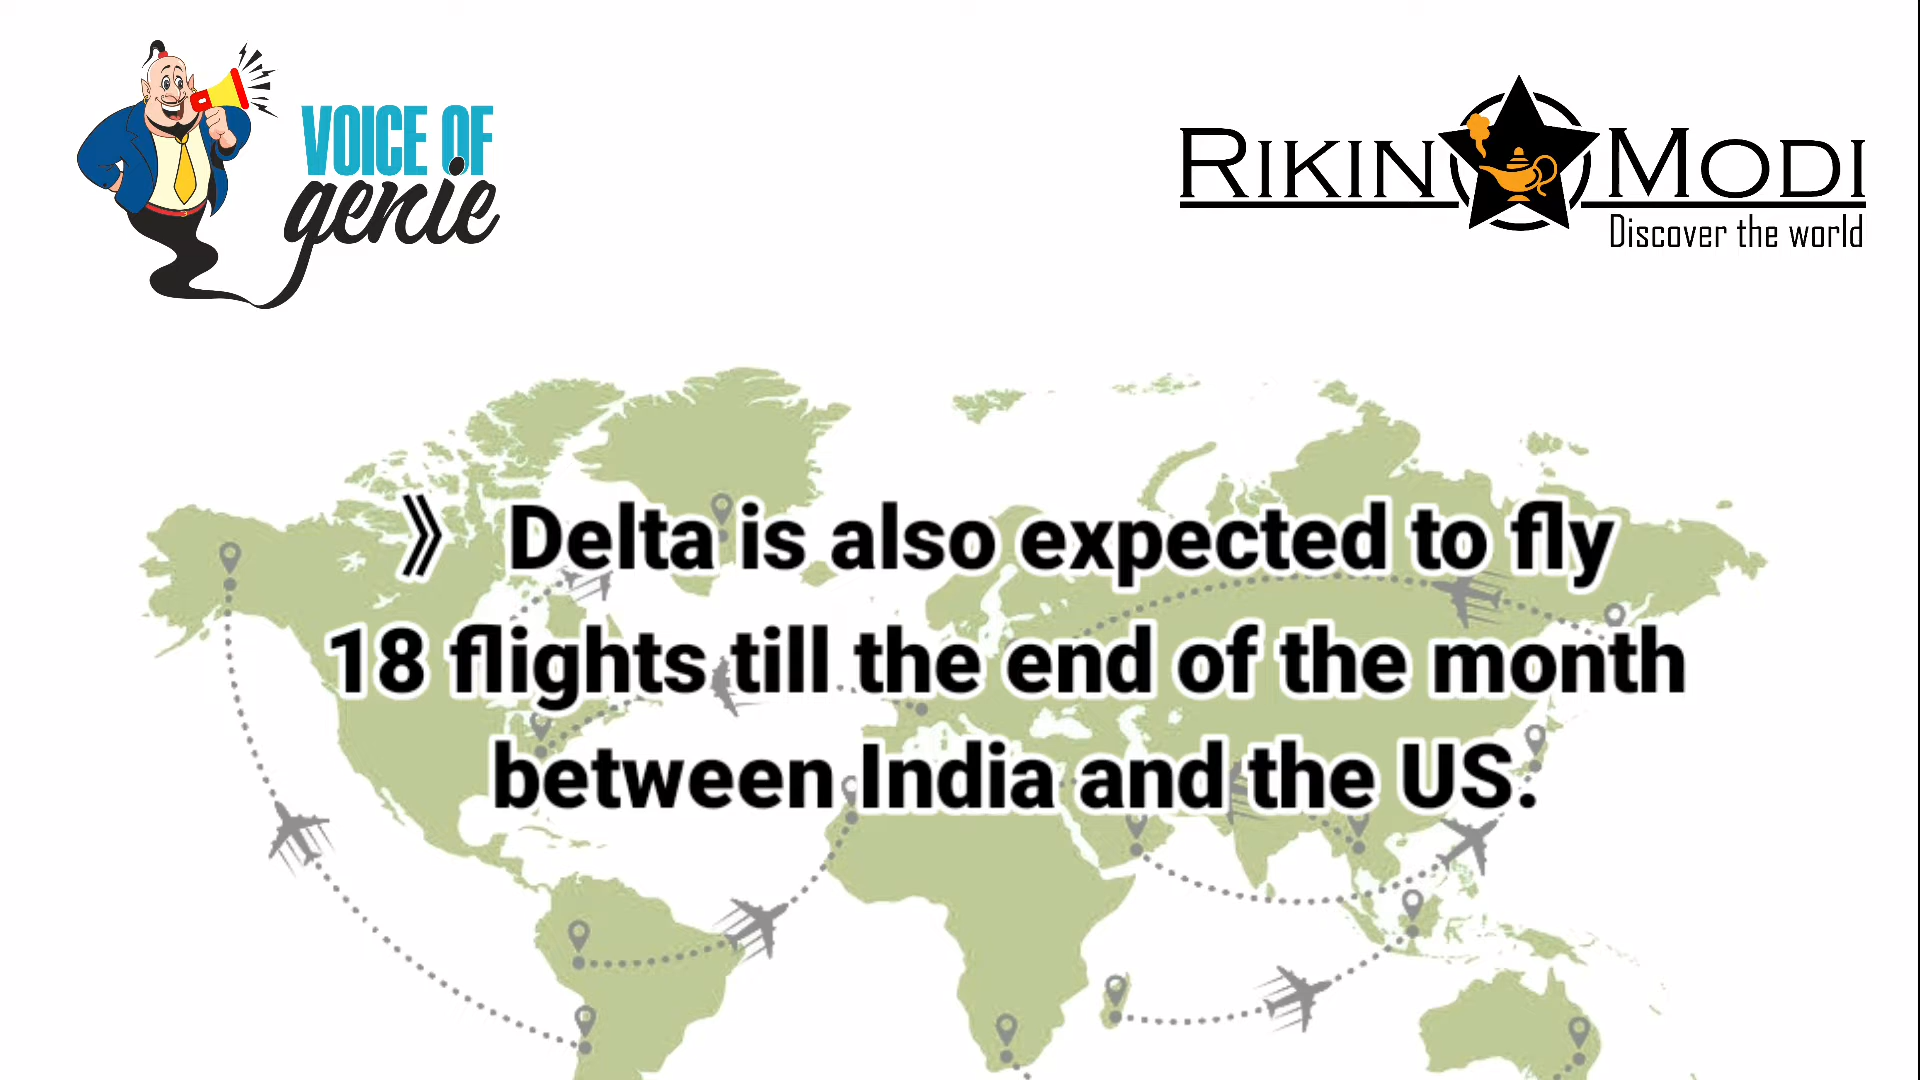 VOICE OF
genie
RIKIN MODI
Discover the world
》 Delta is also expected to fly
18 flights till the end of the month
between India and the US.